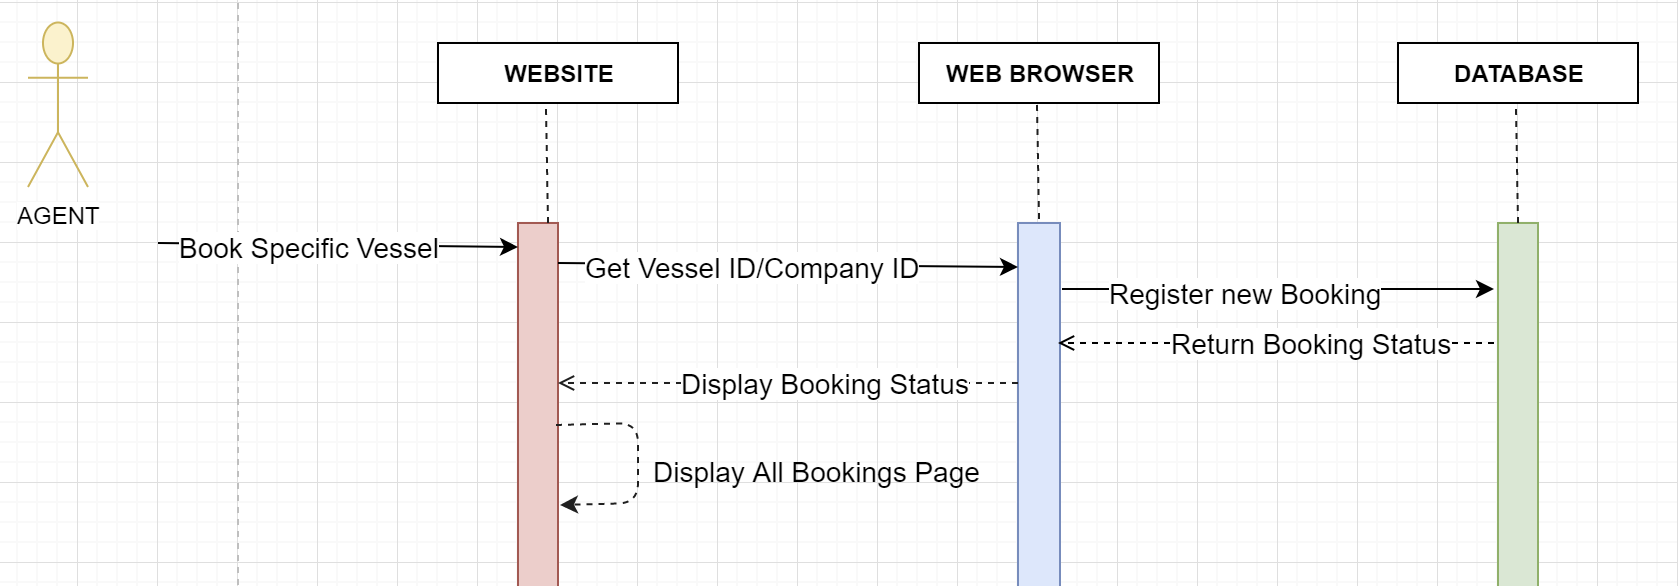 WEBSITE
WEB BROWSER
DATABASE
AGENT
Book Specific Vessel
Get Vessel ID/Company ID
Register new Booking
Return Booking Status
Display Booking Status
Display All Bookings Page